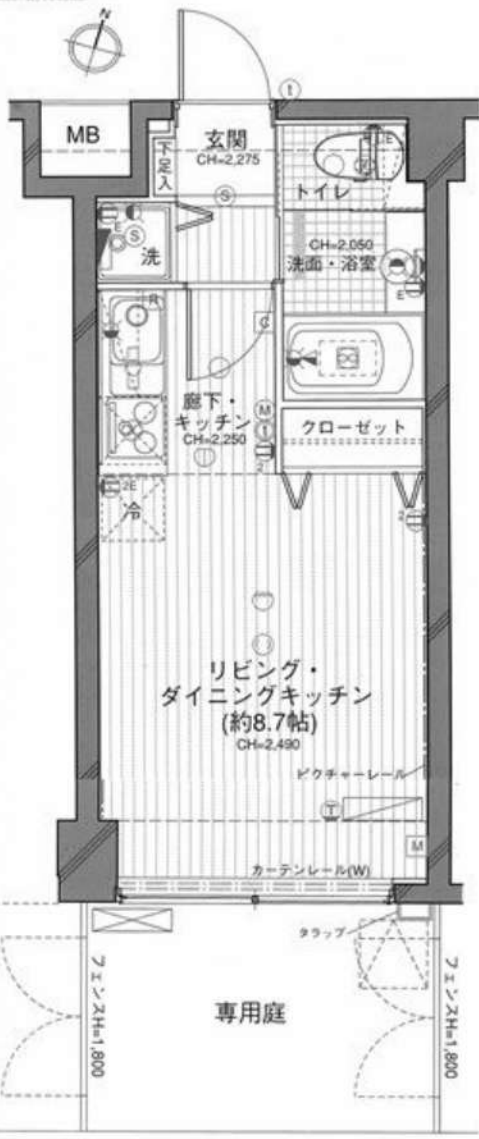 N
t
MB
玄関
CH=2,275
下足入
E
トイレ
S
E
S
洗
CH=2,050
洗面・浴室
E
R
C
廊下・
キッチン
CH=2,250
M
t
2
クローゼット
2E
冷
2
リビング・
ダイニングキッチン
(約8.7帖)
CH=2,490
ピクチャーレール
T
M
カーテンレール(W)
タラップ
専用庭
フェンスH=1,800
フェンスH=1,800